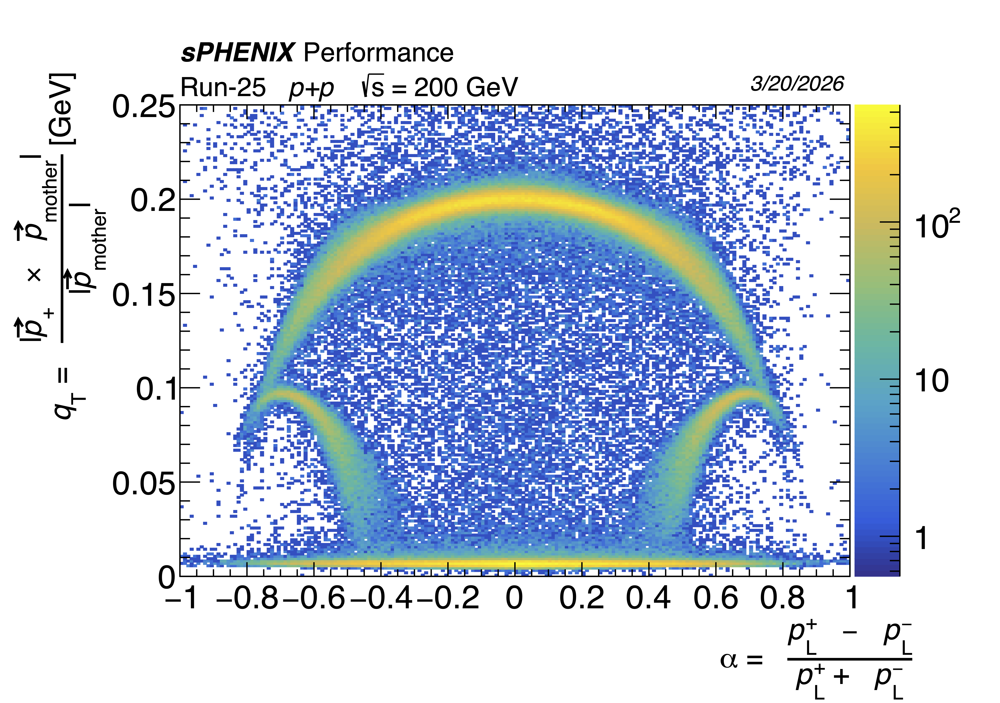 sPHENIX Performance
Run-25 p+p √s = 200 GeV
3/20/2026
q_T = |p⃗_+ × p⃗_mother| / |p⃗_mother| [GeV]
0.25
0.2
0.15
0.1
0.05
0
−1 −0.8 −0.6 −0.4 −0.2 0 0.2 0.4 0.6 0.8 1
10²
10
1
α = (p_L^+ − p_L^−) / (p_L^+ + p_L^−)